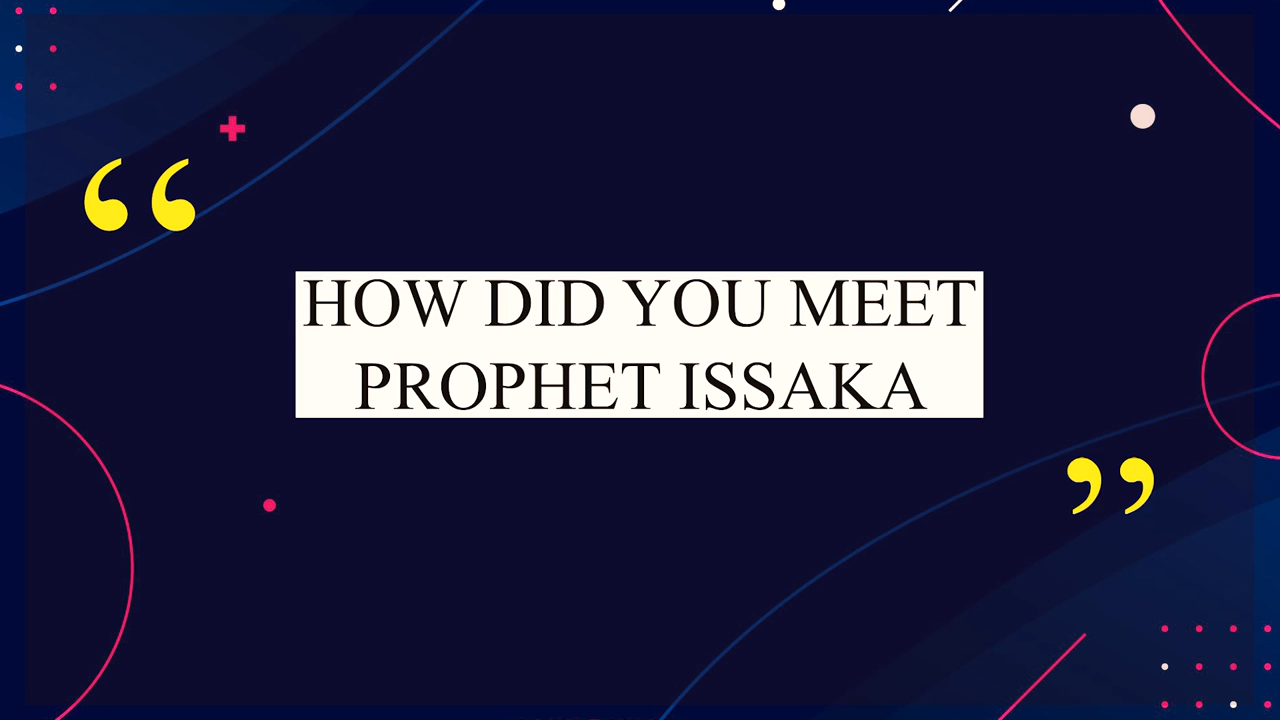 “
HOW DID YOU MEET
PROPHET ISSAKA
”